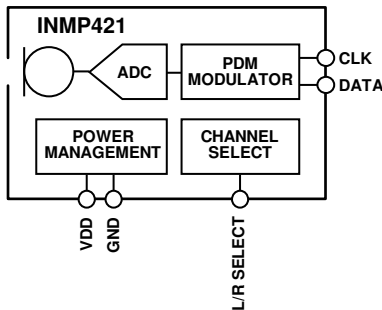 INMP421
ADC
PDM
MODULATOR
CLK
DATA
POWER
MANAGEMENT
CHANNEL
SELECT
VDD
GND
L/R SELECT